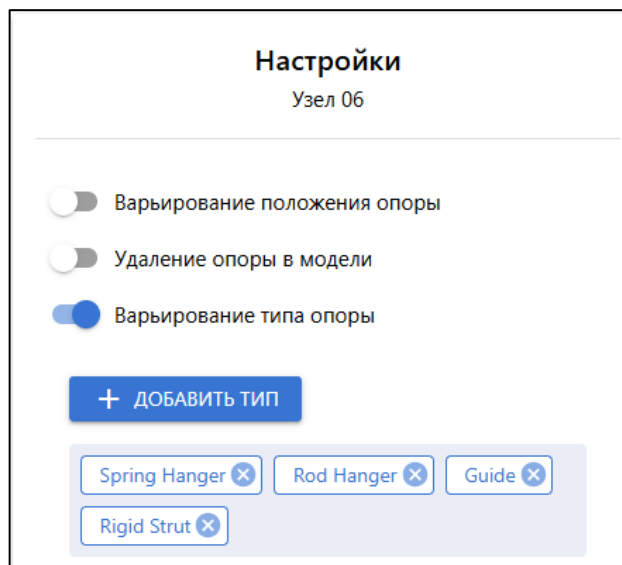 Настройки
Узел 06
Варьирование положения опоры
Удаление опоры в модели
Варьирование типа опоры
+ ДОБАВИТЬ ТИП
Spring Hanger Rod Hanger Guide
Rigid Strut